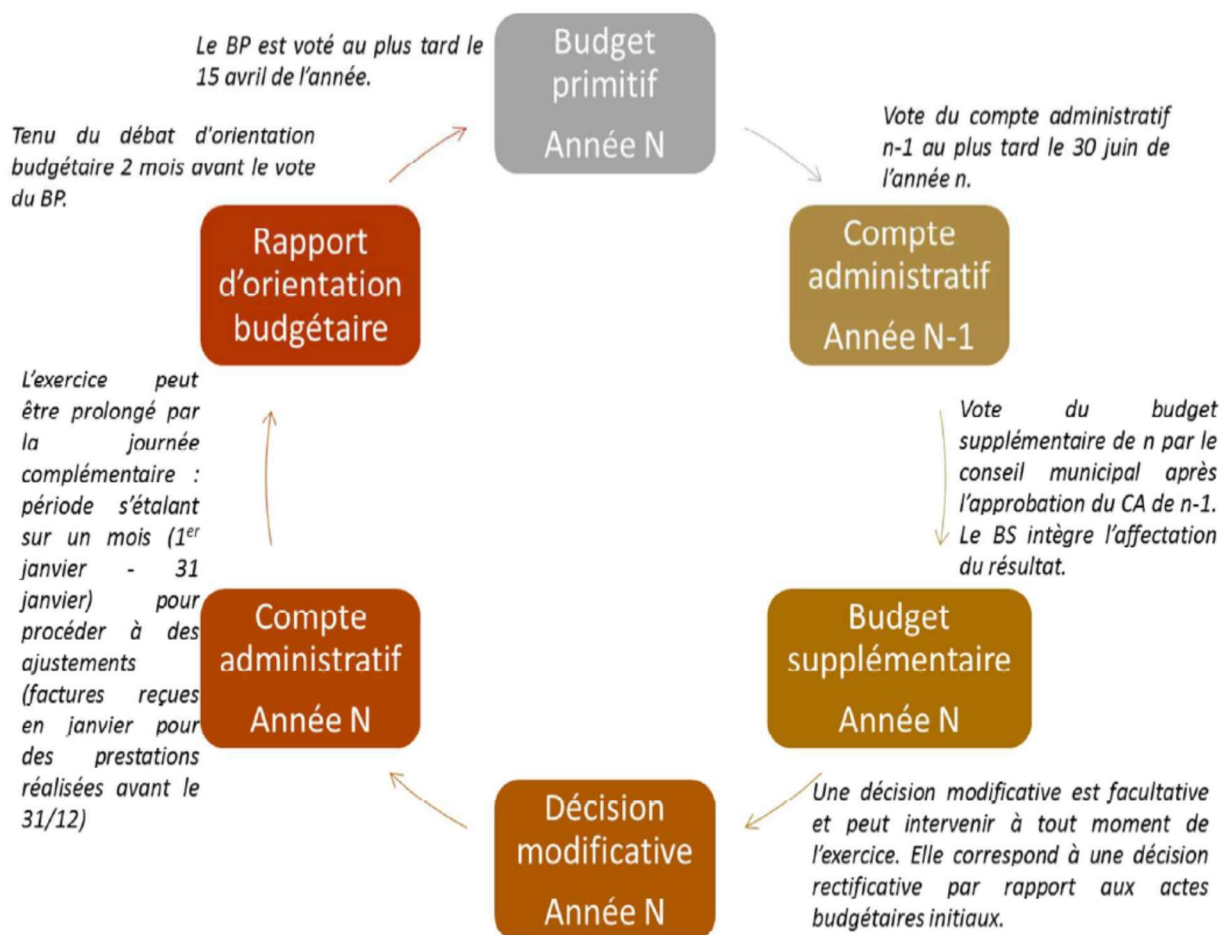 Le BP est voté au plus tard le
15 avril de l'année.
Budget
primitif
Année N
Tenu du débat d'orientation
budgétaire 2 mois avant le vote
du BP.
Vote du compte administratif
n-1 au plus tard le 30 juin de
l'année n.
Rapport
d'orientation
budgétaire
Compte
administratif
Année N-1
L'exercice peut
être prolongé par
la journée
complémentaire :
période s'étalant
sur un mois (1er
janvier - 31
janvier) pour
procéder à des
ajustements
(factures reçues
en janvier pour
des prestations
réalisées avant le
31/12)
Vote du budget
supplémentaire de n par le
conseil municipal après
l'approbation du CA de n-1.
Le BS intègre l'affectation
du résultat.
Compte
administratif
Année N
Budget
supplémentaire
Année N
Décision
modificative
Année N
Une décision modificative est facultative
et peut intervenir à tout moment de
l'exercice. Elle correspond à une décision
rectificative par rapport aux actes
budgétaires initiaux.